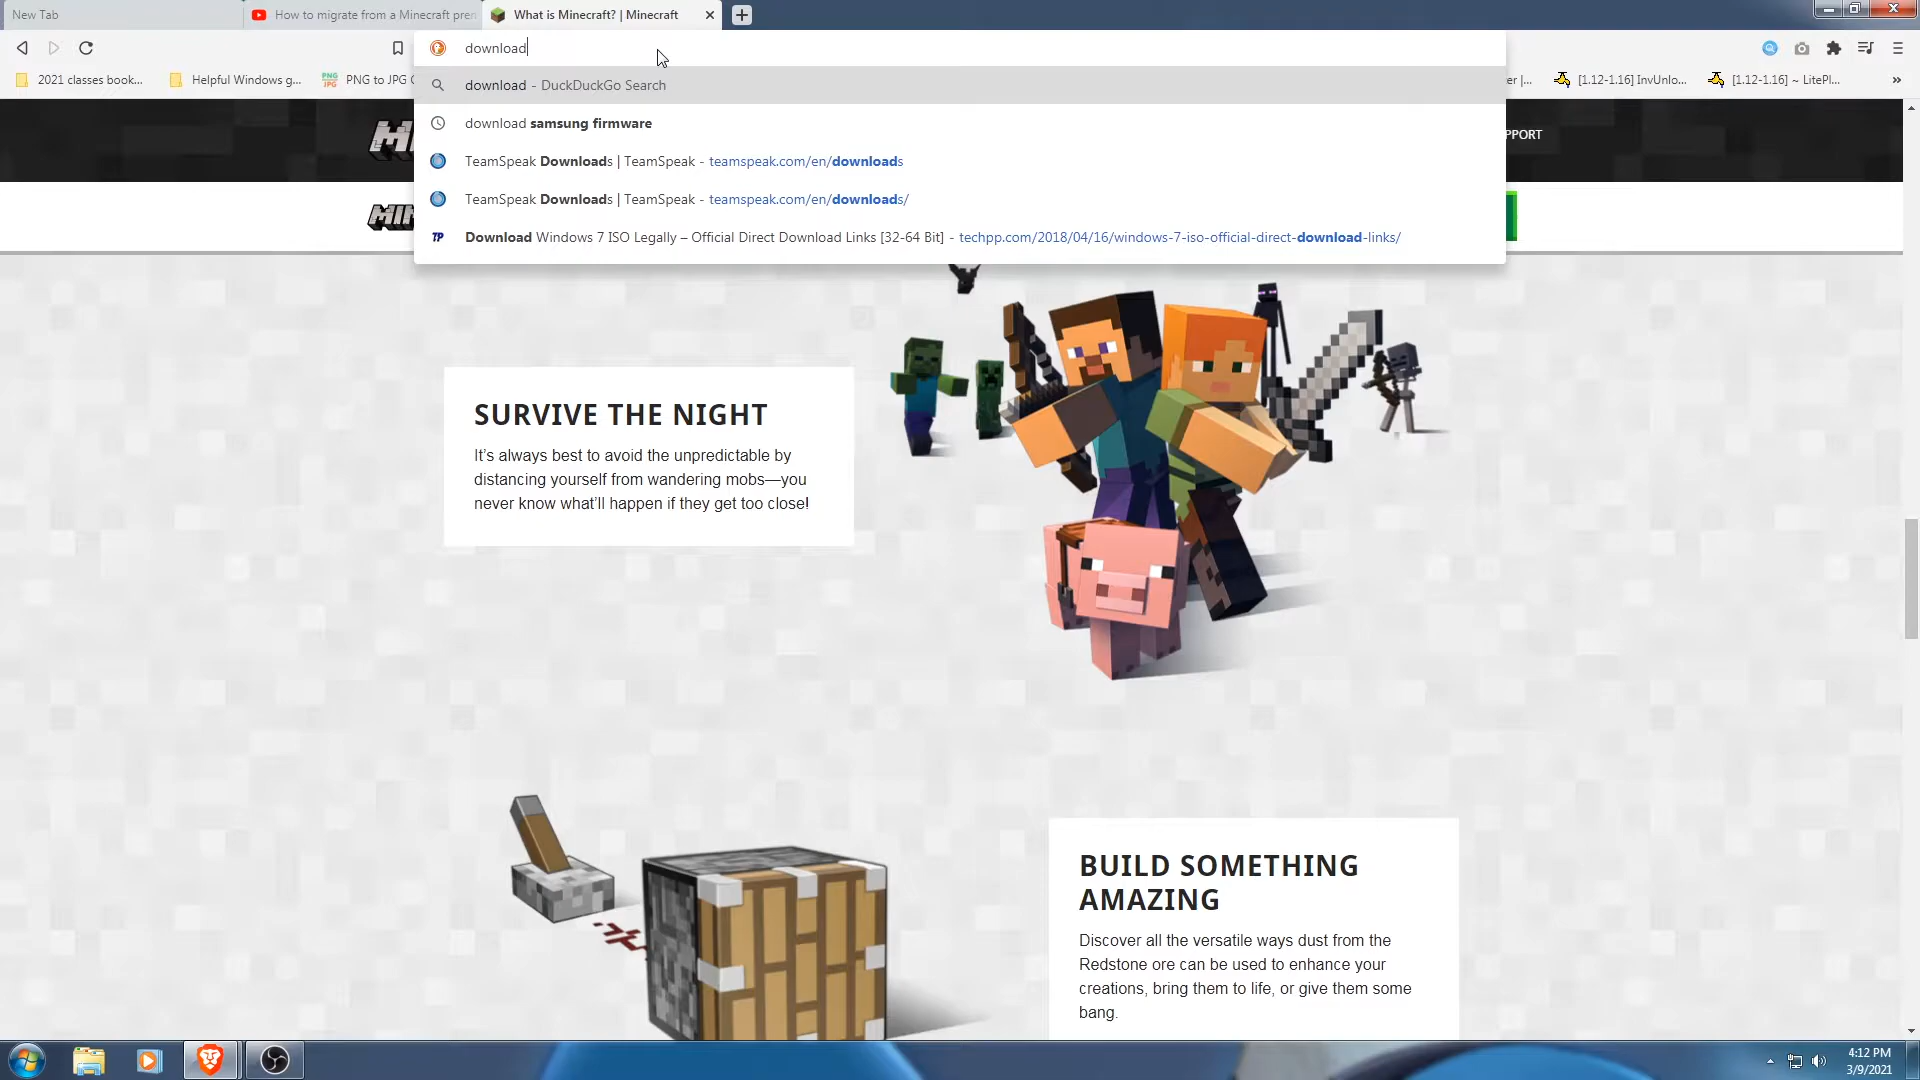 New Tab
How to migrate from a Minecraft prem
What is Minecraft? | Minecraft
download
2021 classes book...
Helpful Windows g...
PNG to JPG
er |...
[1.12-1.16] InvUnlo...
[1.12-1.16] ~ LitePl...
download - DuckDuckGo Search
download samsung firmware
TeamSpeak Downloads | TeamSpeak - teamspeak.com/en/downloads
TeamSpeak Downloads | TeamSpeak - teamspeak.com/en/downloads/
Download Windows 7 ISO Legally – Official Direct Download Links [32-64 Bit] - techpp.com/2018/04/16/windows-7-iso-official-direct-download-links/
MI
PPORT
MIN
SURVIVE THE NIGHT
It's always best to avoid the unpredictable by
distancing yourself from wandering mobs—you
never know what'll happen if they get too close!
BUILD SOMETHING
AMAZING
Discover all the versatile ways dust from the
Redstone ore can be used to enhance your
creations, bring them to life, or give them some
bang.
4:12 PM
3/9/2021